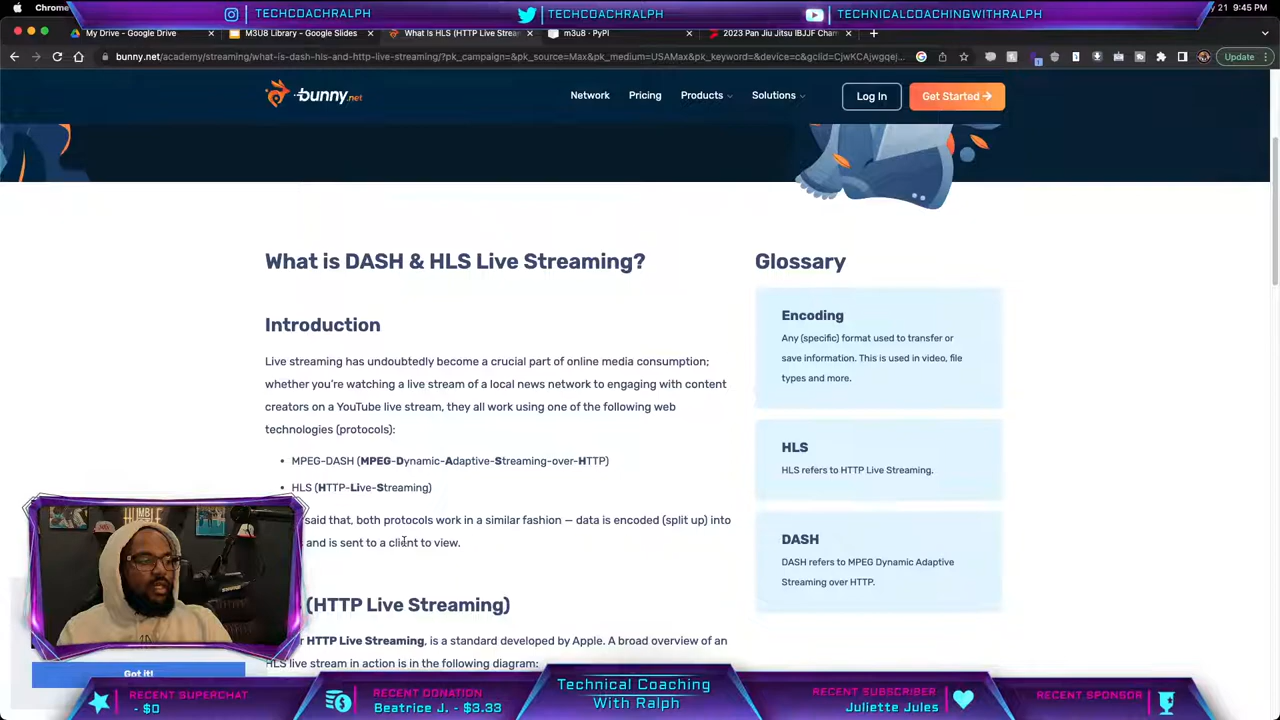 Chrome
TECHCOACHRALPH
TECHCOACHRALPH
TECHNICALCOACHINGWITHRALPH
21 9:45 PM
My Drive - Google Drive
M3U8 Library - Google Slides
What Is HLS (HTTP Live Strea
m3u8 · PyPI
2023 Pan Jiu Jitsu IBJJF Cham
bunny.net/academy/streaming/what-is-dash-hls-and-http-live-streaming/?pk_campaign=&pk_source=Max&pk_medium=USAMax&pk_keyword=&device=c&gclid=CjwKCAjwgqej...
Update
bunny.net
Network
Pricing
Products
Solutions
Log In
Get Started
What is DASH & HLS Live Streaming?
Introduction
Live streaming has undoubtedly become a crucial part of online media consumption;
whether you're watching a live stream of a local news network to engaging with content
creators on a YouTube live stream, they all work using one of the following web
technologies (protocols):
• MPEG-DASH (MPEG-Dynamic-Adaptive-Streaming-over-HTTP)
• HLS (HTTP-Live-Streaming)
said that, both protocols work in a similar fashion — data is encoded (split up) into
and is sent to a client to view.
(HTTP Live Streaming)
HTTP Live Streaming, is a standard developed by Apple. A broad overview of an
HLS live stream in action is in the following diagram:
Glossary
Encoding
Any (specific) format used to transfer or
save information. This is used in video, file
types and more.
HLS
HLS refers to HTTP Live Streaming.
DASH
DASH refers to MPEG Dynamic Adaptive
Streaming over HTTP.
HUMBLE
Got it!
RECENT SUPERCHAT
- $0
RECENT DONATION
Beatrice J. - $3.33
Technical Coaching
With Ralph
RECENT SUBSCRIBER
Juliette Jules
RECENT SPONSOR